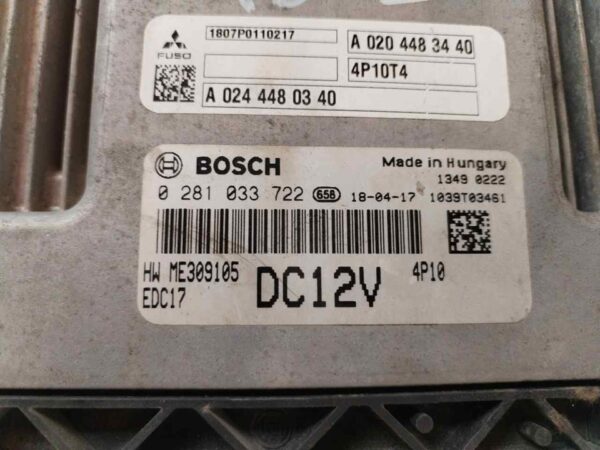 1807P0110217
A 020 448 34 40
FUSO
4P10T4
A 024 448 03 40
BOSCH
Made in Hungary
1349 0222
0 281 033 722 658 18-04-17 1039T03461
HW ME309105
DC12V
4P10
EDC17